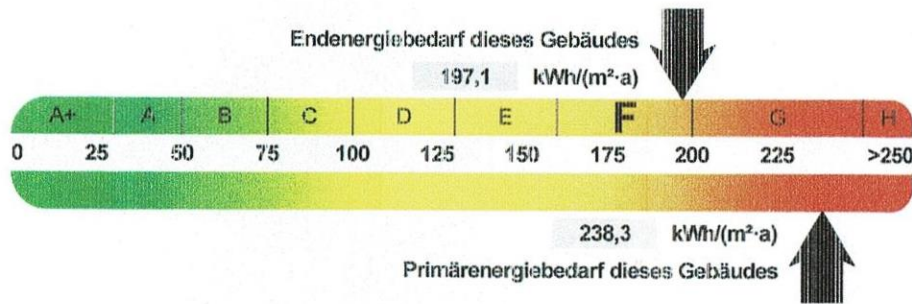 Endenergiebedarf dieses Gebäudes
197,1 kWh/(m²·a)
A+ A B C D E F G H
0 25 50 75 100 125 150 175 200 225 >250
238,3 kWh/(m²·a)
Primärenergiebedarf dieses Gebäudes